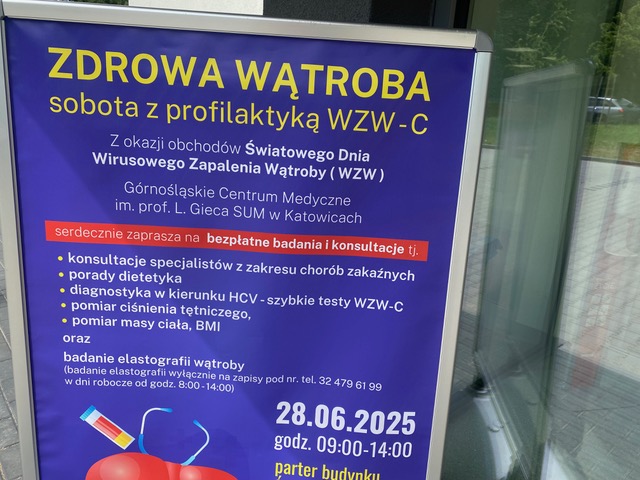 ZDROWA WĄTROBA
sobota z profilaktyką WZW - C
Z okazji obchodów Światowego Dnia
Wirusowego Zapalenia Wątroby ( WZW )
Górnośląskie Centrum Medyczne
im. prof. L. Gieca SUM w Katowicach
serdecznie zaprasza na bezpłatne badania i konsultacje tj.
• konsultacje specjalistów z zakresu chorób zakaźnych
• porady dietetyka
• diagnostyka w kierunku HCV - szybkie testy WZW-C
• pomiar ciśnienia tętniczego,
• pomiar masy ciała, BMI
oraz
badanie elastografii wątroby
(badanie elastografii wyłącznie na zapisy pod nr. tel. 32 479 61 99
w dni robocze od godz. 8:00 - 14:00)
28.06.2025
godz. 09:00-14:00
parter budynku